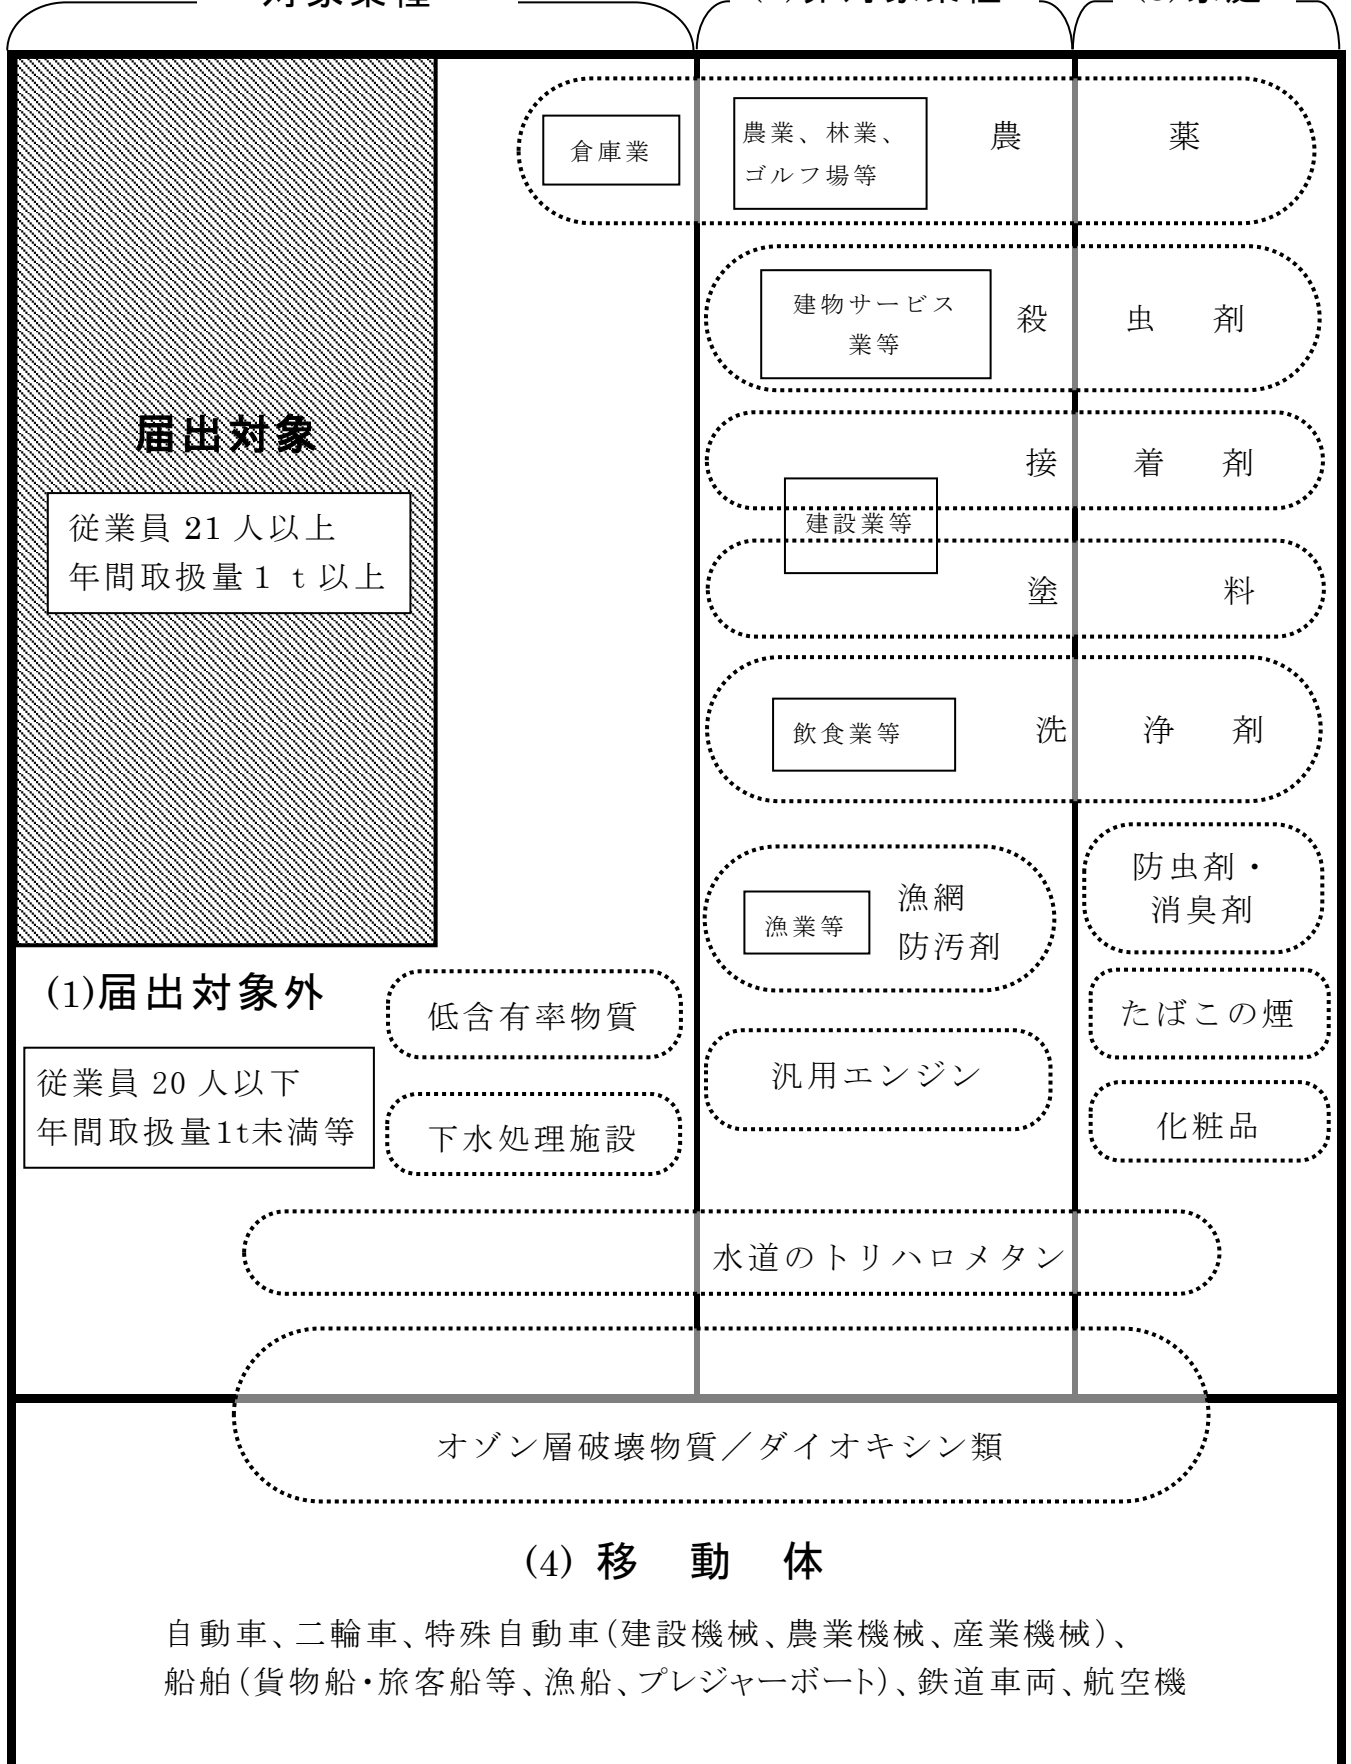 対象業種
(2)非対象業種
(3)家庭
倉庫業
農業、林業、
ゴルフ場等
農薬
建物サービス
業等
殺虫剤
届出対象
従業員 21 人以上
年間取扱量１ｔ以上
接着剤
建設業等
塗料
飲食業等
洗浄剤
漁業等
漁網
防汚剤
防虫剤・
消臭剤
(1)届出対象外
低含有率物質
たばこの煙
従業員 20 人以下
年間取扱量1t未満等
汎用エンジン
下水処理施設
化粧品
水道のトリハロメタン
オゾン層破壊物質／ダイオキシン類
(4) 移動体
自動車、二輪車、特殊自動車(建設機械、農業機械、産業機械)、
船舶(貨物船・旅客船等、漁船、プレジャーボート)、鉄道車両、航空機